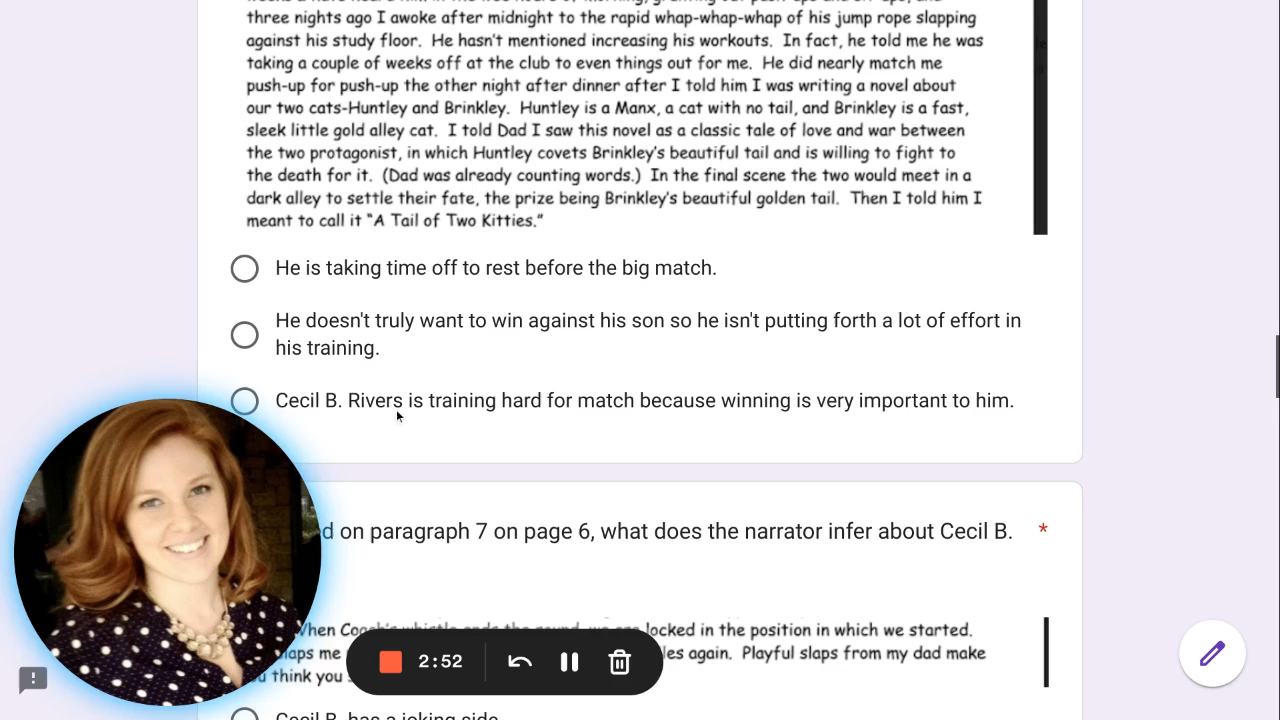 three nights ago I awoke after midnight to the rapid whap-whap-whap of his jump rope slapping
against his study floor. He hasn't mentioned increasing his workouts. In fact, he told me he was
taking a couple of weeks off at the club to even things out for me. He did nearly match me
push-up for push-up the other night after dinner after I told him I was writing a novel about
our two cats-Huntley and Brinkley. Huntley is a Manx, a cat with no tail, and Brinkley is a fast,
sleek little gold alley cat. I told Dad I saw this novel as a classic tale of love and war between
the two protagonist, in which Huntley covets Brinkley's beautiful tail and is willing to fight to
the death for it. (Dad was already counting words.) In the final scene the two would meet in a
dark alley to settle their fate, the prize being Brinkley's beautiful golden tail. Then I told him I
meant to call it "A Tail of Two Kitties."
He is taking time off to rest before the big match.
He doesn't truly want to win against his son so he isn't putting forth a lot of effort in
his training.
Cecil B. Rivers is training hard for match because winning is very important to him.
on paragraph 7 on page 6, what does the narrator infer about Cecil B. *
locked in the position in which we started.
me again. Playful slaps from my dad make
think you
2:52
Cecil B. has a joking side